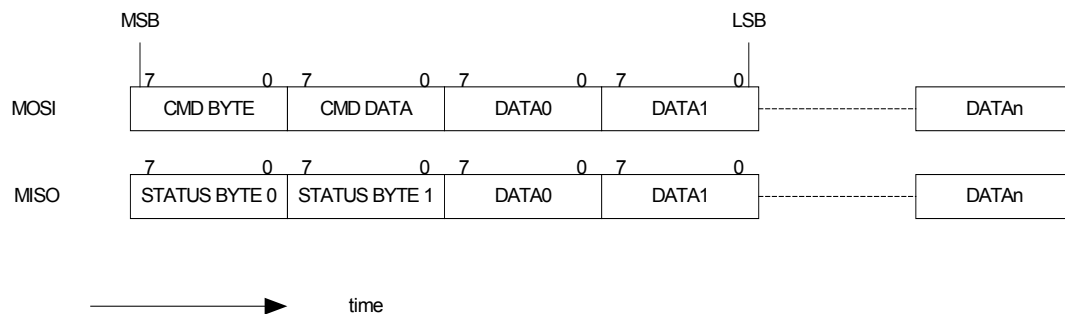 MSB LSB
7 0 7 0 7 0 7 0
MOSI CMD BYTE CMD DATA DATA0 DATA1 DATAn
7 0 7 0 7 0 7 0
MISO STATUS BYTE 0 STATUS BYTE 1 DATA0 DATA1 DATAn
time